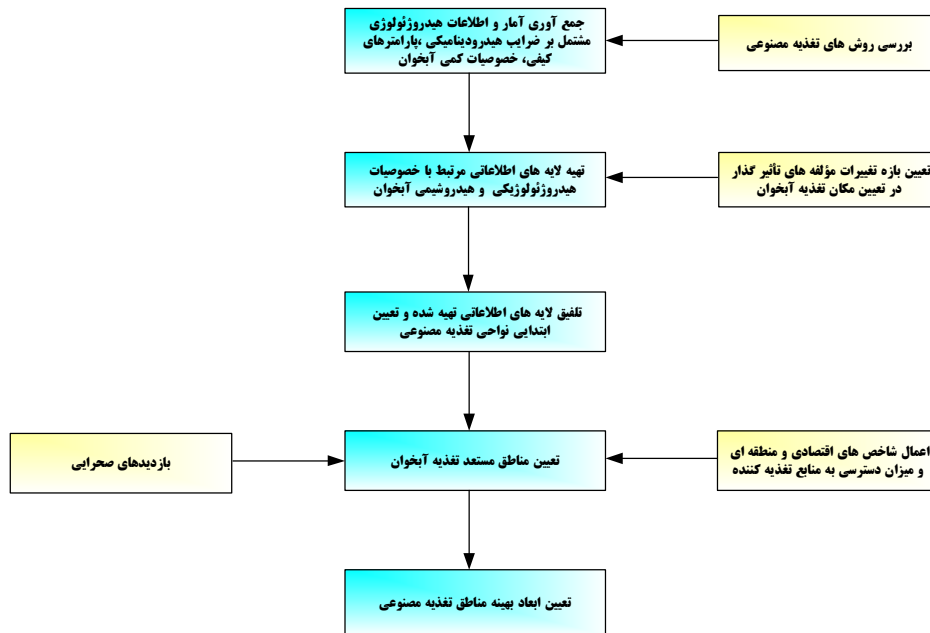 جمع آوری آمار و اطلاعات هیدروژئولوژی
مشتمل بر ضرایب هیدرودینامیکی ،پارامترهای
کیفی، خصوصیات کمی آبخوان
بررسی روش های تغذیه مصنوعی
تهیه لایه های اطلاعاتی مرتبط با خصوصیات
هیدروژئولوژیکی و هیدروشیمی آبخوان
تعیین بازه تغییرات مؤلفه های تأثیر گذار
در تعیین مکان تغذیه آبخوان
تلفیق لایه های اطلاعاتی تهیه شده و تعیین
ابتدایی نواحی تغذیه مصنوعی
اعمال شاخص های اقتصادی و منطقه ای
و میزان دسترسی به منابع تغذیه کننده
تعیین مناطق مستعد تغذیه آبخوان
بازدیدهای صحرایی
تعیین ابعاد بهینه مناطق تغذیه مصنوعی